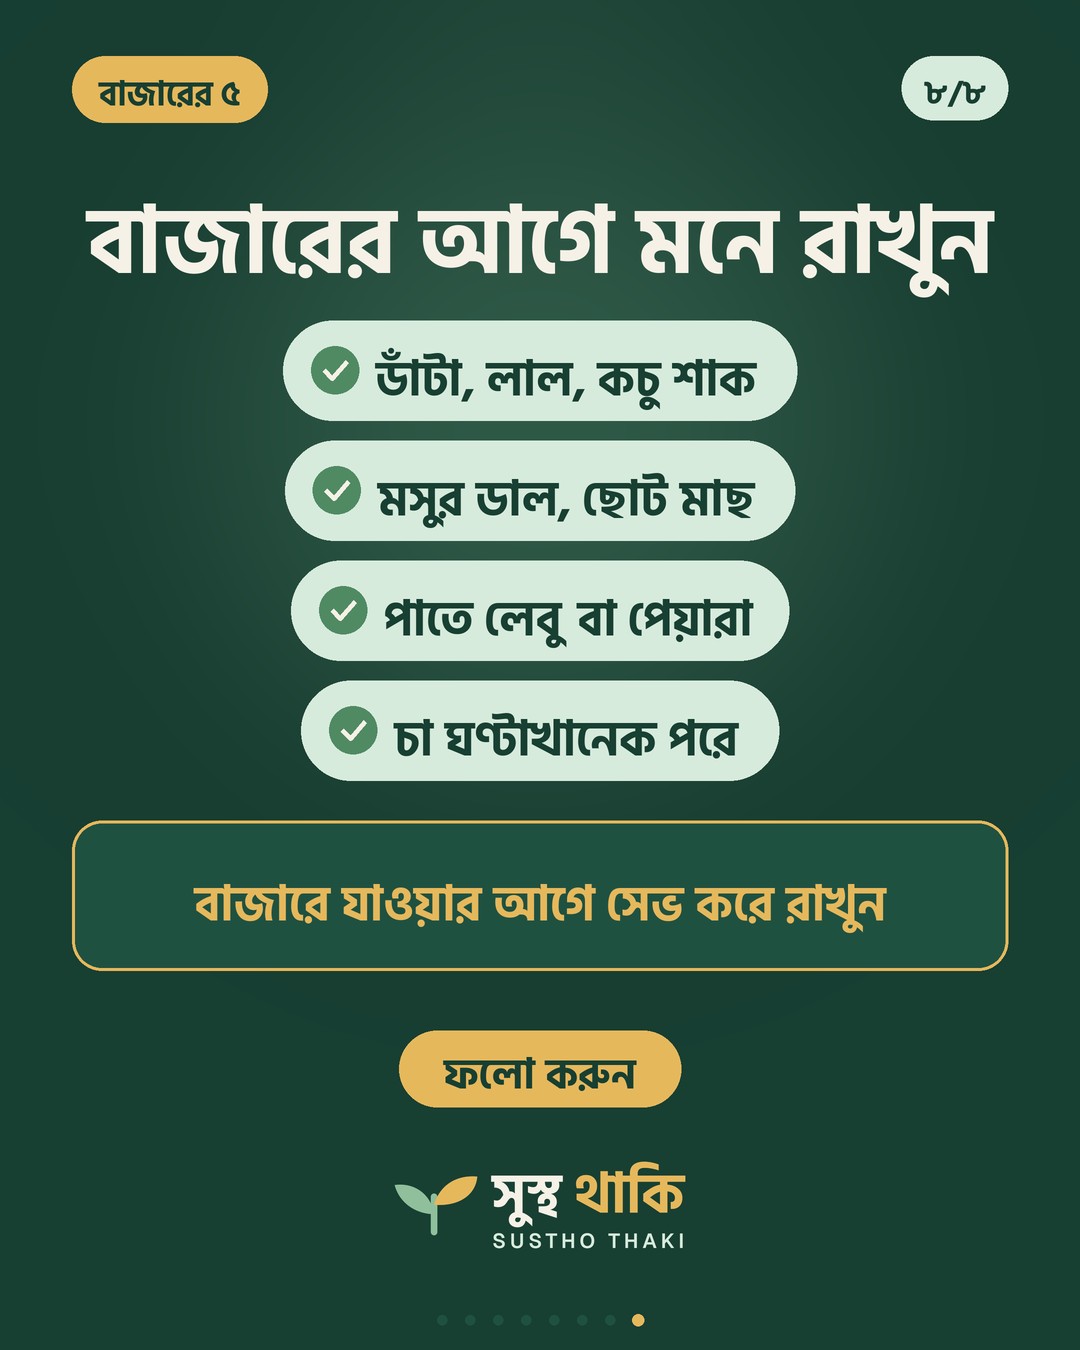 বাজারের ৫
৮/৮
বাজারের আগে মনে রাখুন
ডাঁটা, লাল, কচু শাক
মসুর ডাল, ছোট মাছ
পাতে লেবু বা পেয়ারা
চা ঘণ্টাখানেক পরে
বাজারে যাওয়ার আগে সেভ করে রাখুন
ফলো করুন
সুস্থ থাকি
SUSTHO THAKI